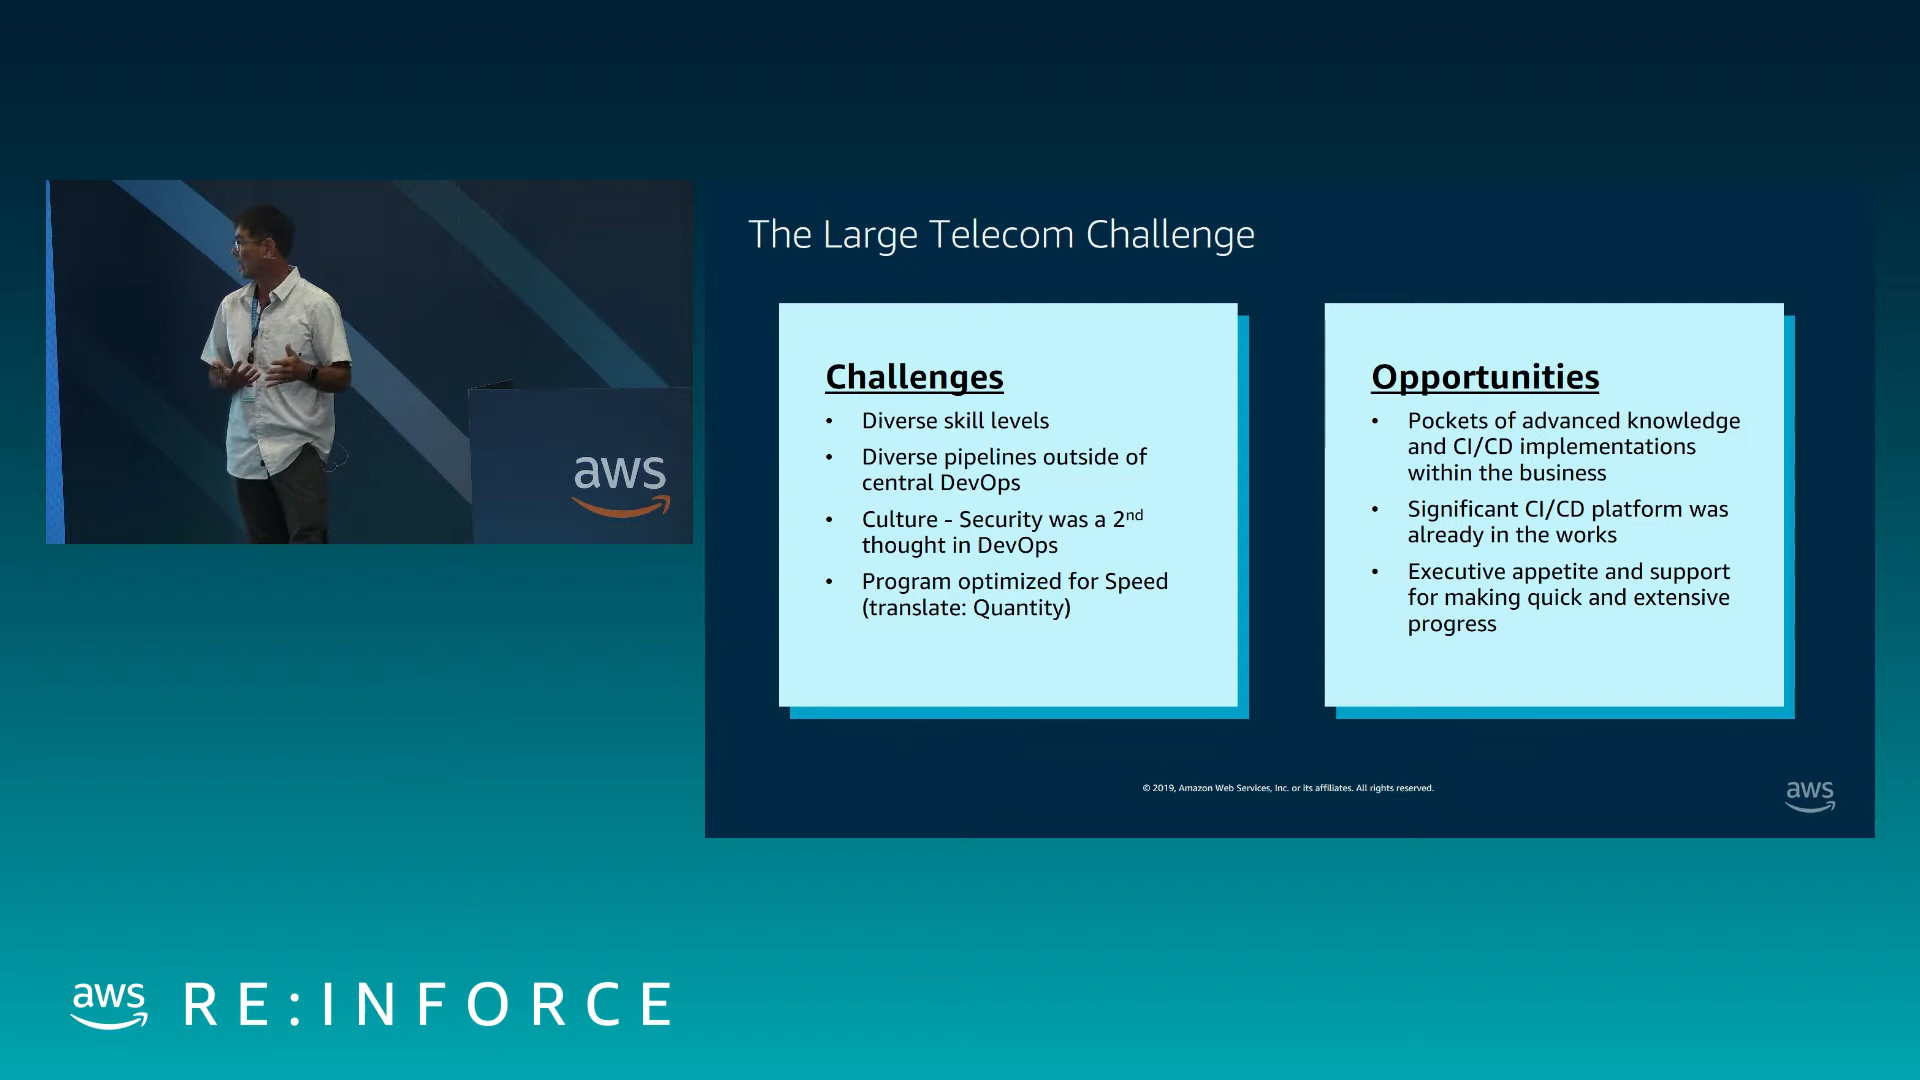 The Large Telecom Challenge
Challenges
• Diverse skill levels
• Diverse pipelines outside of
central DevOps
• Culture - Security was a 2nd
thought in DevOps
• Program optimized for Speed
(translate: Quantity)
Opportunities
• Pockets of advanced knowledge
and CI/CD implementations
within the business
• Significant CI/CD platform was
already in the works
• Executive appetite and support
for making quick and extensive
progress
© 2019, Amazon Web Services, Inc. or its affiliates. All rights reserved.
aws
aws
aws RE:INFORCE